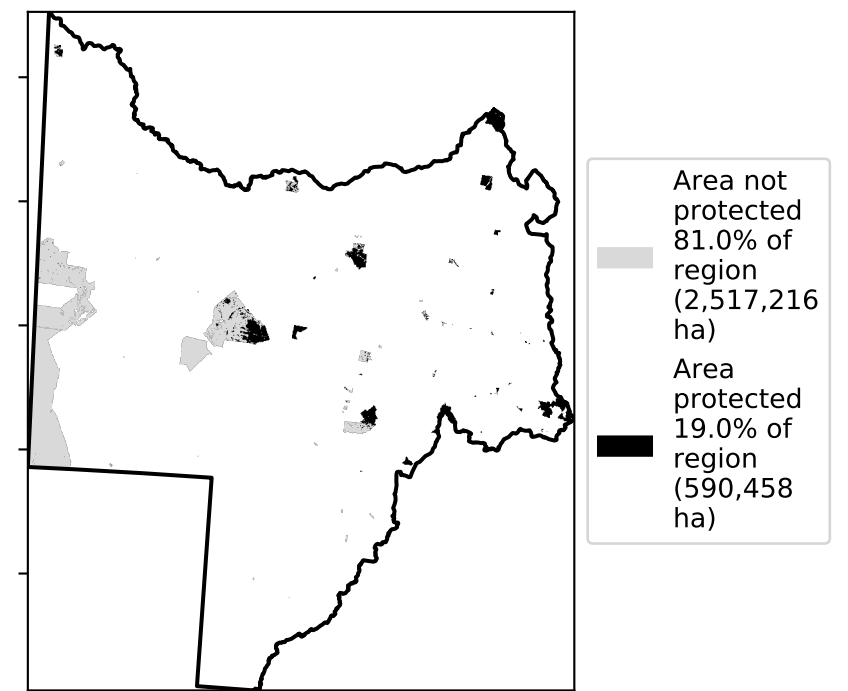 Area not
protected
81.0% of
region
(2,517,216
ha)
Area
protected
19.0% of
region
(590,458
ha)